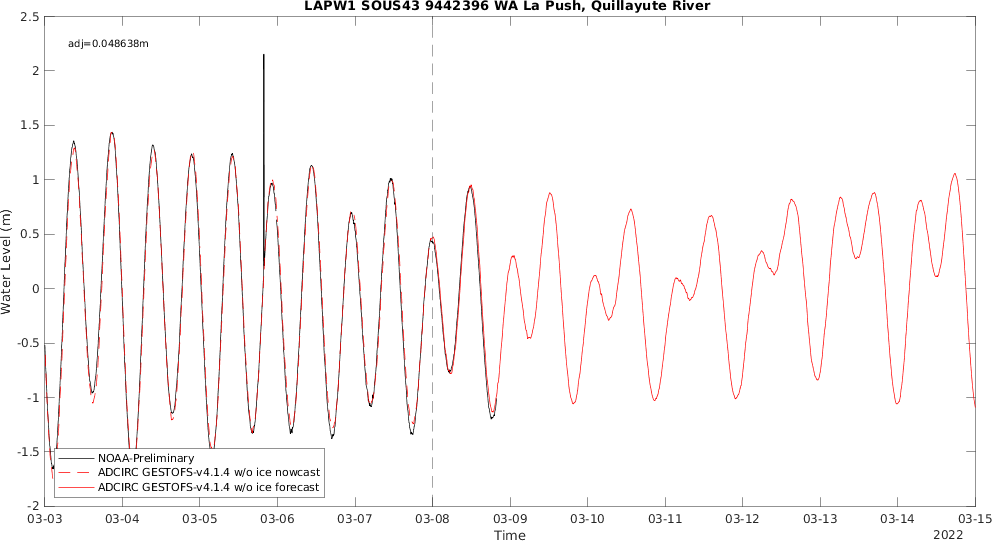 LAPW1 SOUS43 9442396 WA La Push, Quillayute River
adj=0.048638m
2.5
2
1.5
1
0.5
0
-0.5
-1
-1.5
-2
Water Level (m)
NOAA-Preliminary
ADCIRC GESTOFS-v4.1.4 w/o ice nowcast
ADCIRC GESTOFS-v4.1.4 w/o ice forecast
03-03 03-04 03-05 03-06 03-07 03-08 03-09 03-10 03-11 03-12 03-13 03-14 03-15
Time
2022